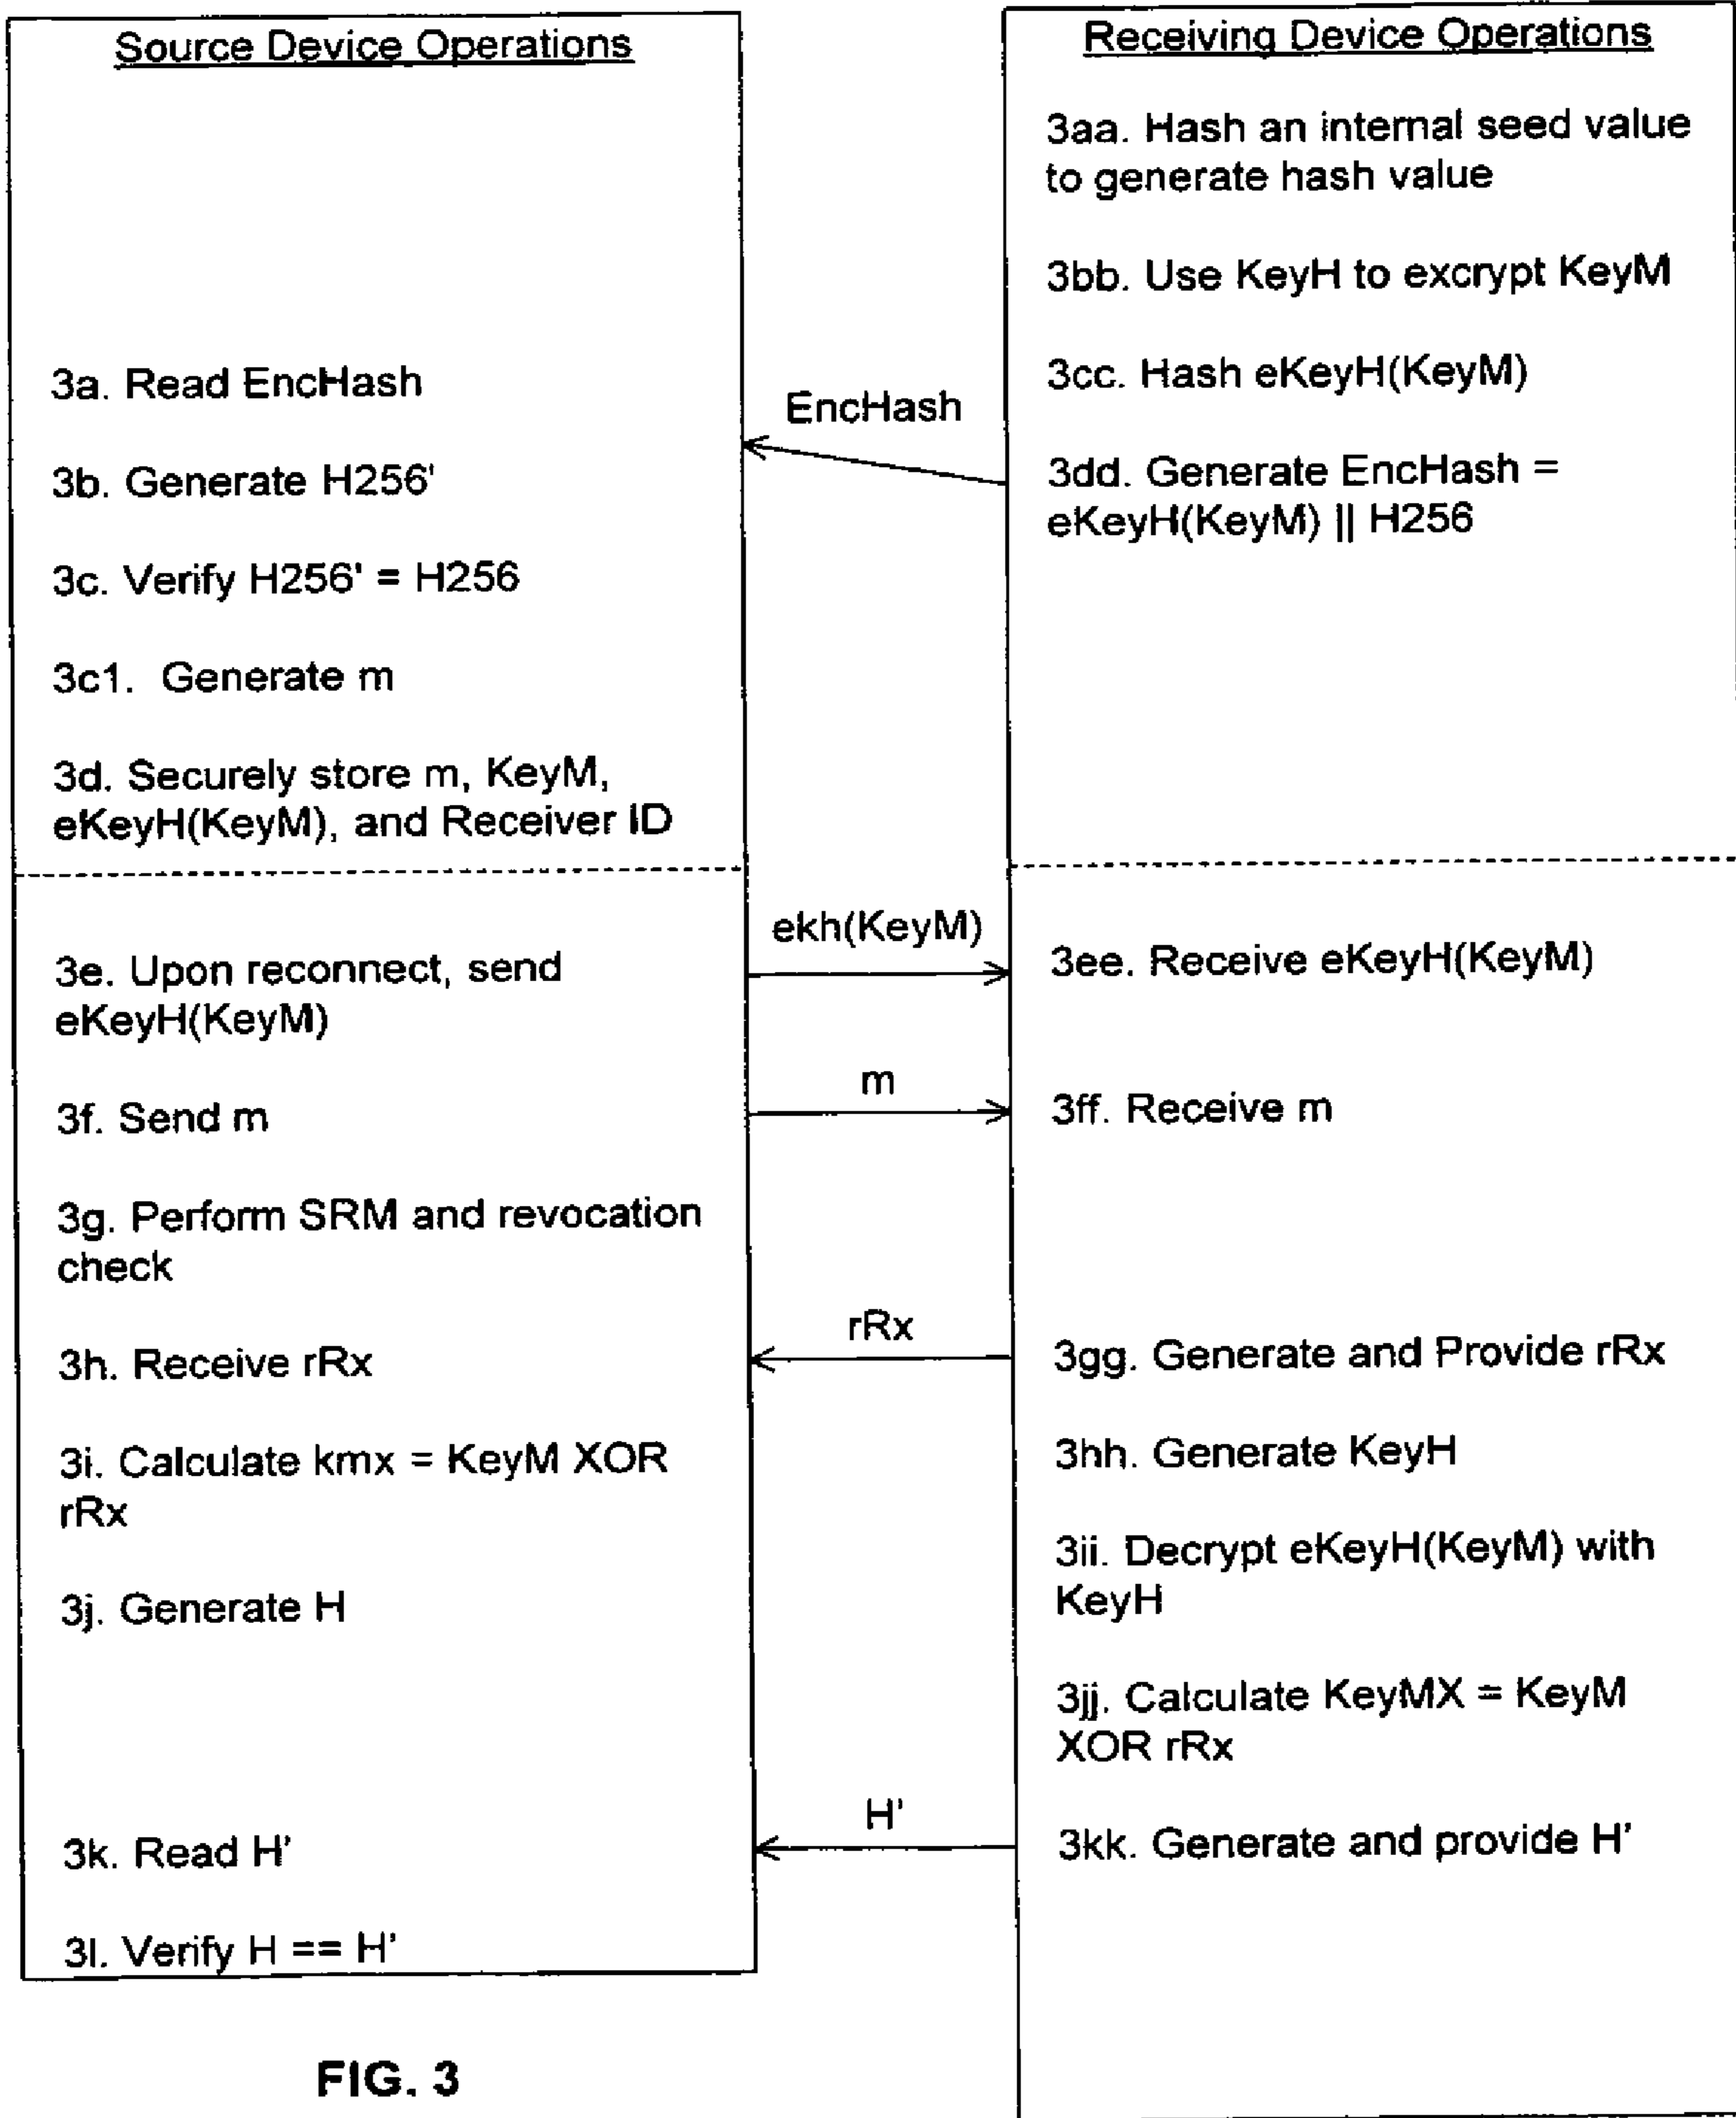 Source Device Operations
3a. Read EncHash
3b. Generate H256'
3c. Verify H256' = H256
3c1. Generate m
3d. Securely store m, KeyM,
eKeyH(KeyM), and Receiver ID
3e. Upon reconnect, send
eKeyH(KeyM)
3f. Send m
3g. Perform SRM and revocation
check
3h. Receive rRx
3i. Calculate kmx = KeyM XOR
rRx
3j. Generate H
3k. Read H'
3l. Verify H == H'
EncHash
ekh(KeyM)
m
rRx
H'
Receiving Device Operations
3aa. Hash an internal seed value
to generate hash value
3bb. Use KeyH to excrypt KeyM
3cc. Hash eKeyH(KeyM)
3dd. Generate EncHash =
eKeyH(KeyM) || H256
3ee. Receive eKeyH(KeyM)
3ff. Receive m
3gg. Generate and Provide rRx
3hh. Generate KeyH
3ii. Decrypt eKeyH(KeyM) with
KeyH
3jj. Calculate KeyMX = KeyM
XOR rRx
3kk. Generate and provide H'
FIG. 3